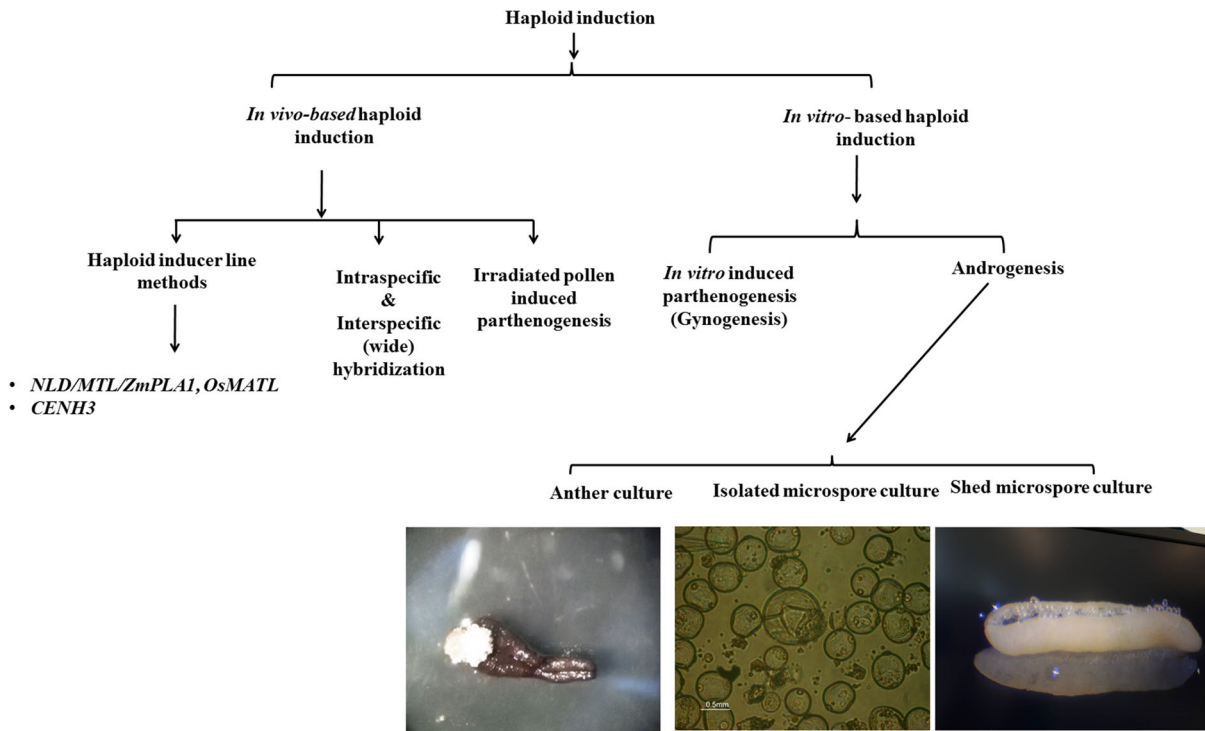 Haploid induction
In vivo-based haploid
induction
In vitro- based haploid
induction
Haploid inducer line
methods
Intraspecific
&
Interspecific
(wide)
hybridization
Irradiated pollen
induced
parthenogenesis
In vitro induced
parthenogenesis
(Gynogenesis)
Androgenesis
• NLD/MTL/ZmPLA1, OsMATL
• CENH3
Anther culture
Isolated microspore culture
Shed microspore culture
0.5mm